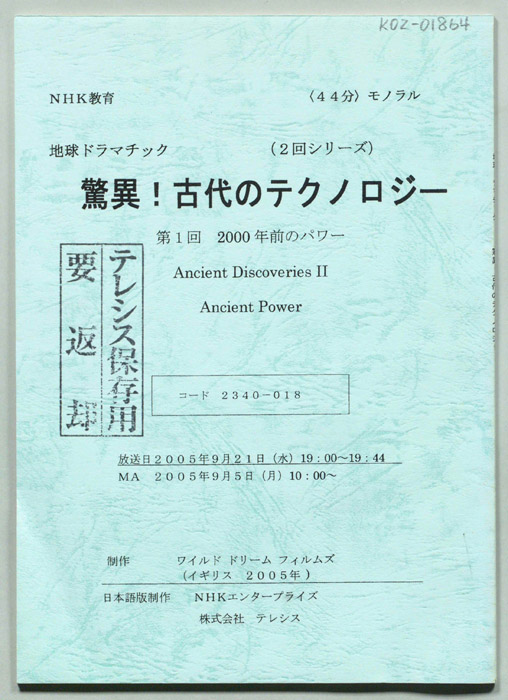 K02-01864
NHK教育 〈44分〉モノラル
地球ドラマチック (2回シリーズ)
驚異！古代のテクノロジー
第1回 2000年前のパワー
Ancient Discoveries II
Ancient Power
テレシス保存用
要返却
コード 2340-018
放送日2005年9月21日(水)19:00~19:44
MA 2005年9月5日(月)10:00~
制作 ワイルド ドリーム フィルムズ
(イギリス 2005年)
日本語版制作 NHKエンタープライズ
株式会社 テレシス